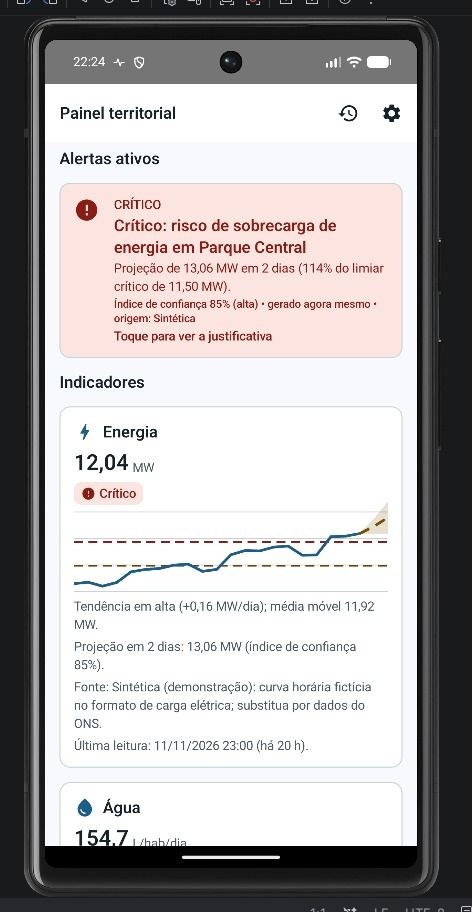 22:24
Painel territorial
Alertas ativos
CRÍTICO
Crítico: risco de sobrecarga de
energia em Parque Central
Projeção de 13,06 MW em 2 dias (114% do limiar
crítico de 11,50 MW).
Índice de confiança 85% (alta) • gerado agora mesmo •
origem: Sintética
Toque para ver a justificativa
Indicadores
Energia
12,04 MW
Crítico
Tendência em alta (+0,16 MW/dia); média móvel 11,92
MW.
Projeção em 2 dias: 13,06 MW (índice de confiança
85%).
Fonte: Sintética (demonstração): curva horária fictícia
no formato de carga elétrica; substitua por dados do
ONS.
Última leitura: 11/11/2026 23:00 (há 20 h).
Água
154,7 L/hab/dia